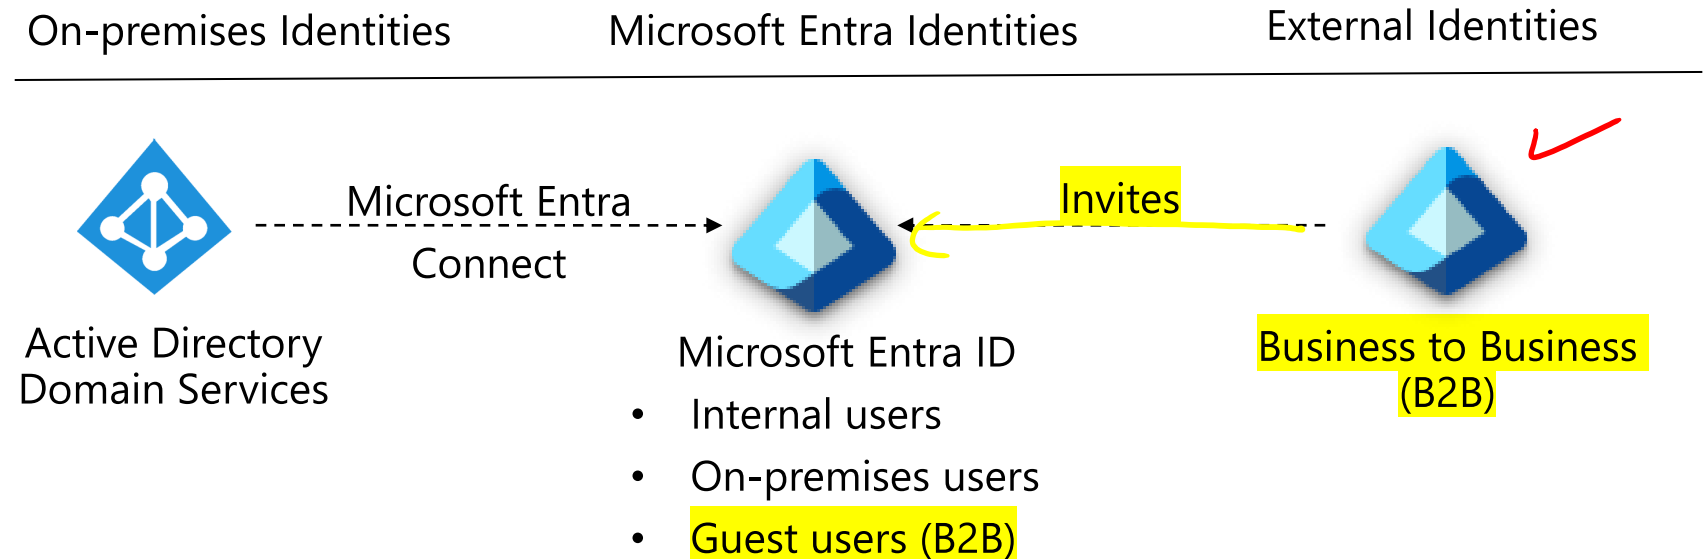 On-premises Identities
Microsoft Entra Identities
External Identities
Microsoft Entra
Connect
Invites
Active Directory
Domain Services
Microsoft Entra ID
• Internal users
• On-premises users
• Guest users (B2B)
Business to Business
(B2B)